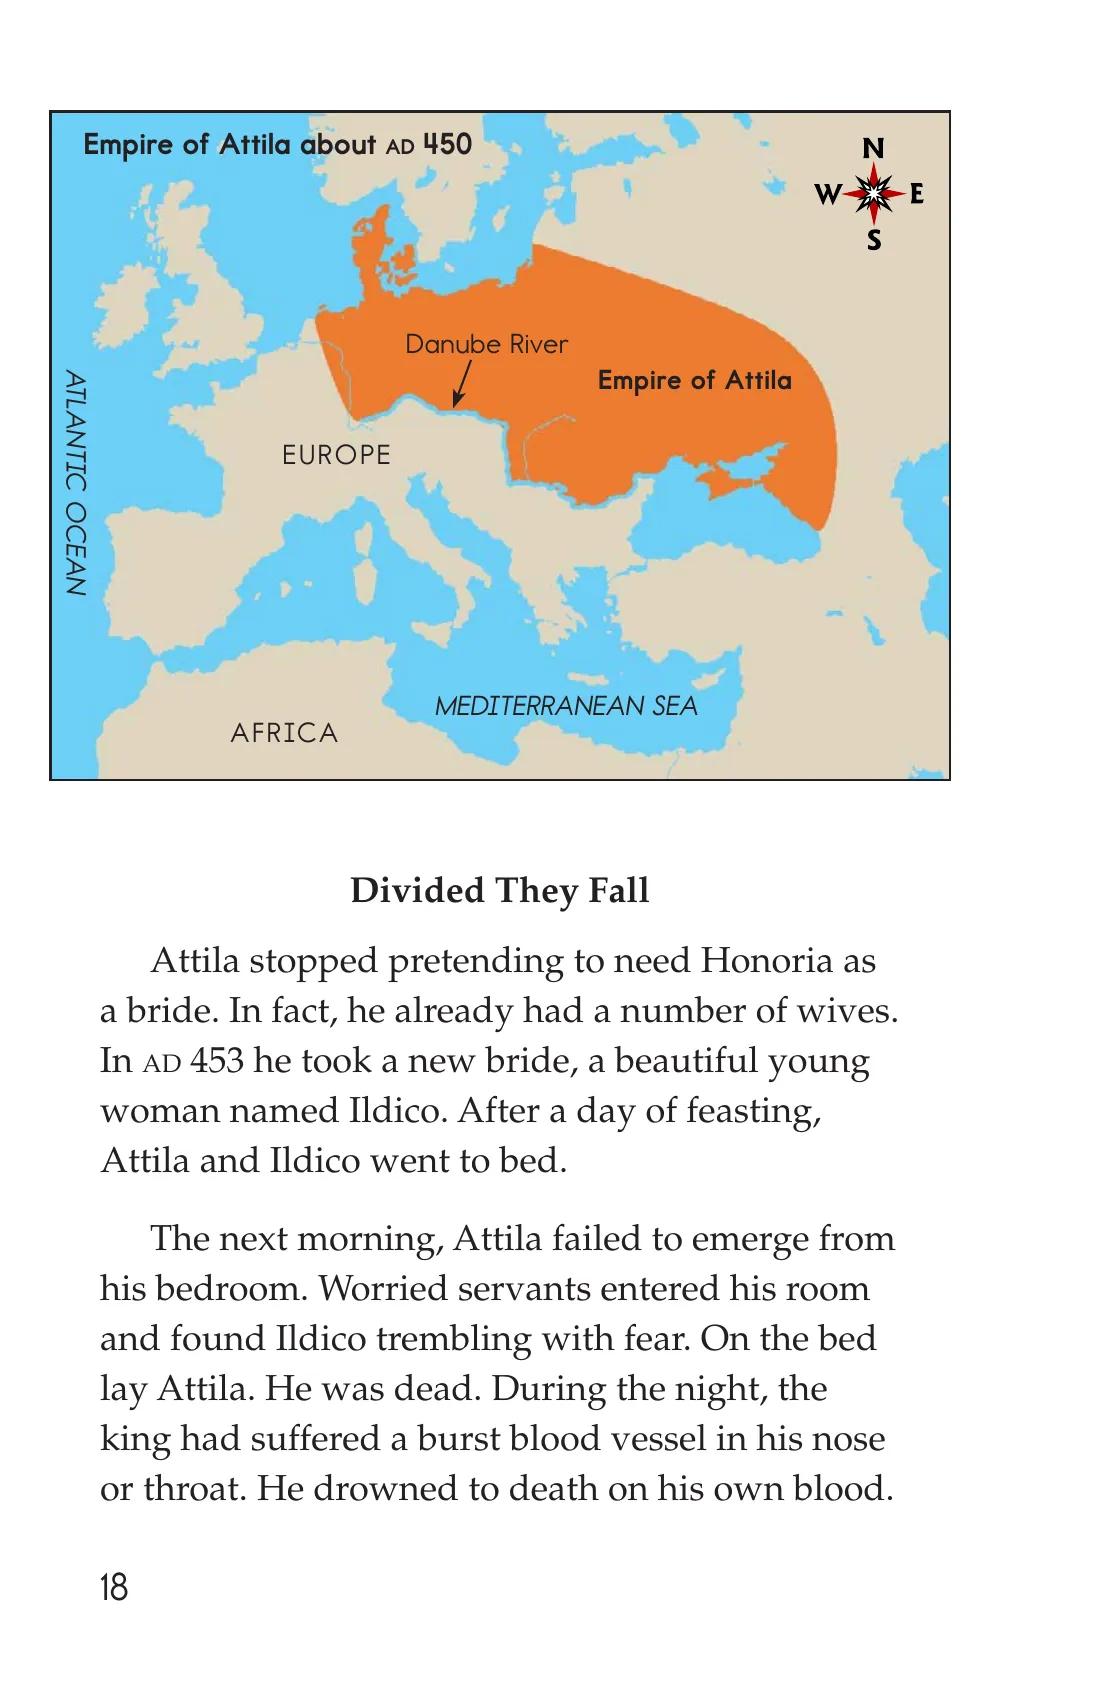 Empire of Attila about AD 450
N
W E
S
Danube River
Empire of Attila
ATLANTIC OCEAN
EUROPE
MEDITERRANEAN SEA
AFRICA
Divided They Fall
Attila stopped pretending to need Honoria as
a bride. In fact, he already had a number of wives.
In AD 453 he took a new bride, a beautiful young
woman named Ildico. After a day of feasting,
Attila and Ildico went to bed.
The next morning, Attila failed to emerge from
his bedroom. Worried servants entered his room
and found Ildico trembling with fear. On the bed
lay Attila. He was dead. During the night, the
king had suffered a burst blood vessel in his nose
or throat. He drowned to death on his own blood.
18